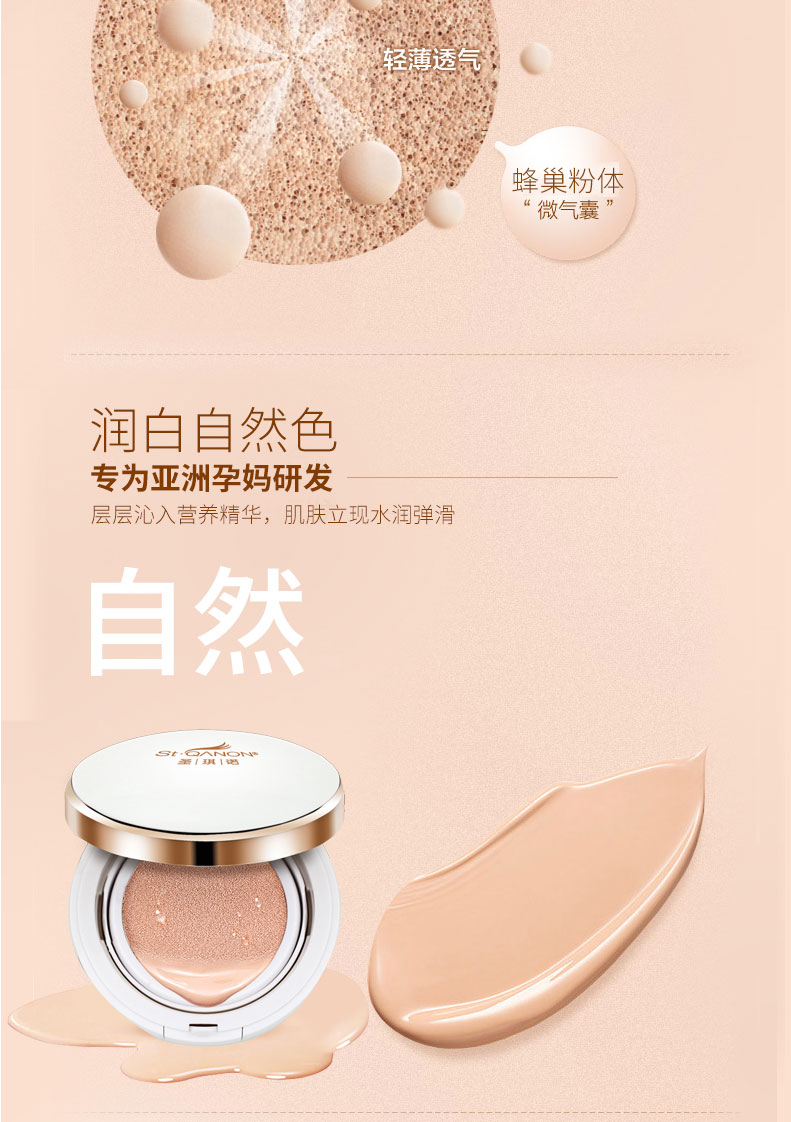 轻薄透气
蜂巢粉体
“ 微气囊 ”
润白自然色
专为亚洲孕妈研发
层层沁入营养精华，肌肤立现水润弹滑
自然
St·QANON®
圣|琪|诺